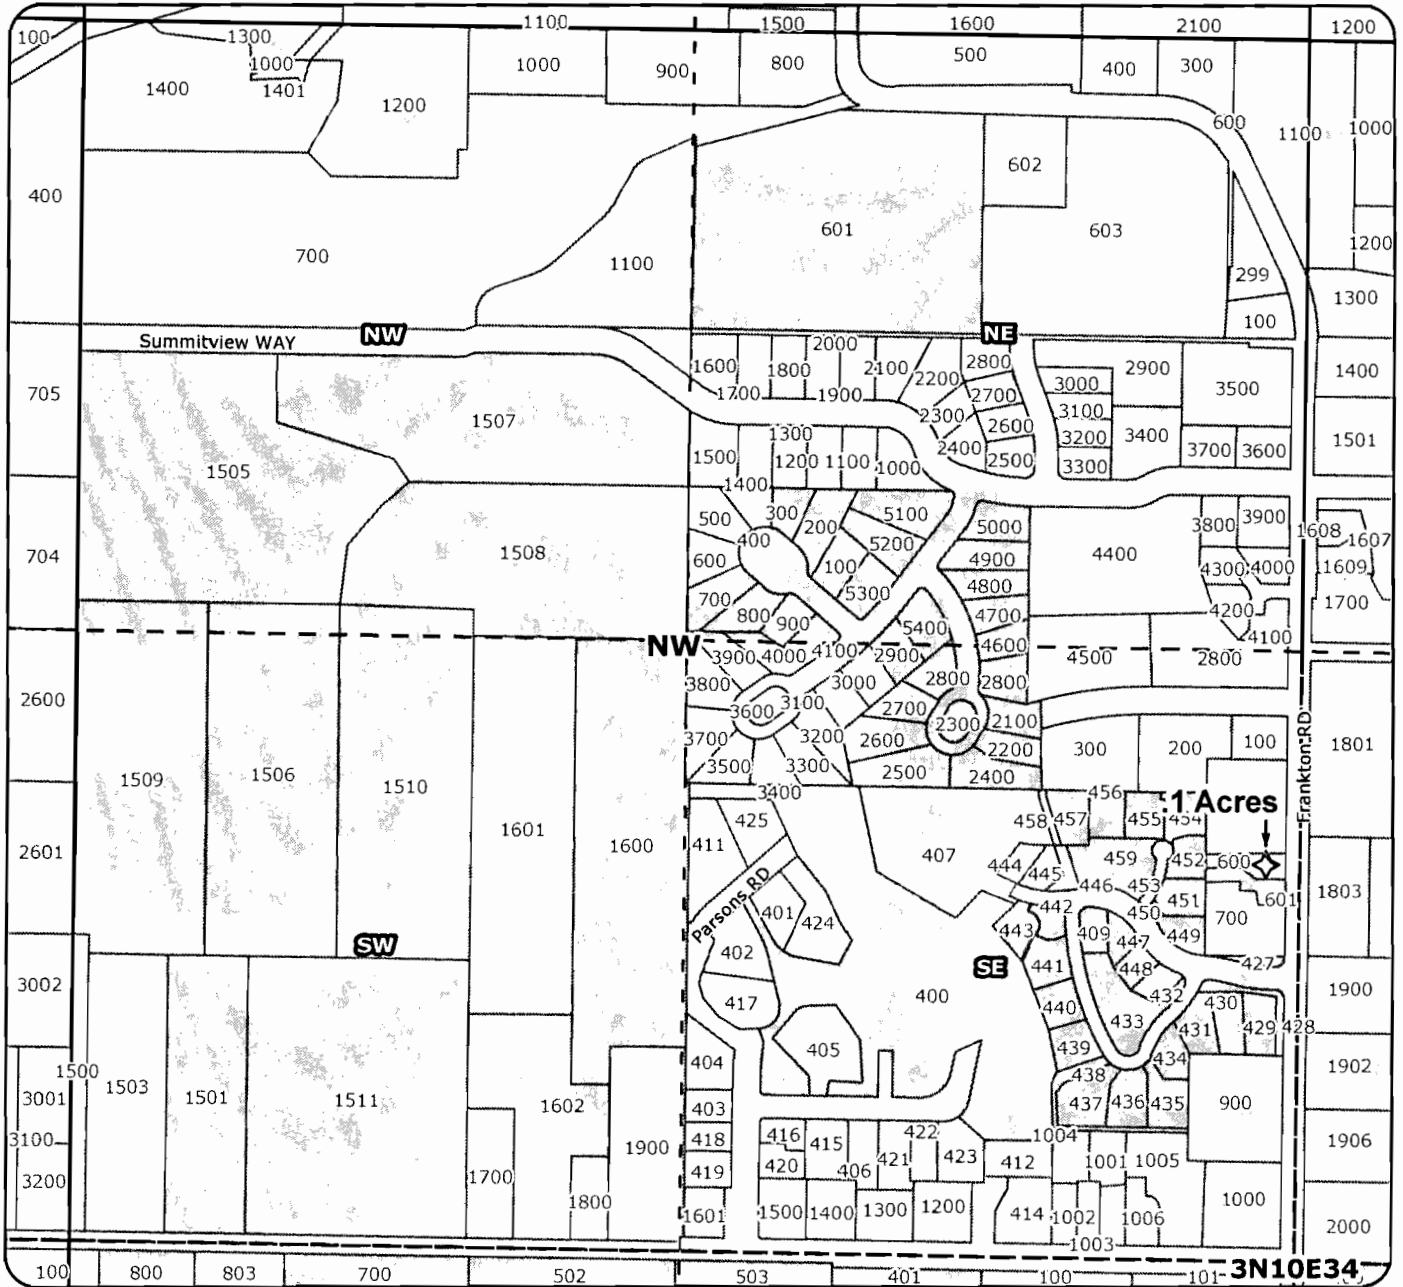 1100 1500 1600 2100 1200
100 1300
1000 1000 900 800 500 400 300
1400 1401 1200
600 1100 1000
602
400 601 603 1200
700 1100 299 1300
100
Summitview WAY NW NE
2000
1600 1800 2100 2200 2800 2900 1400
705 1700 1900 2700 3000 3500
2300 3100
1507 1300 2600 3200 3400
1500 1200 1100 1000 2400 2500 3300 3700 3600 1501
1505 1400
500 300 200 5100 5000 3800 3900 1608 1607
704 1508 400 5200 4900 4400
600 100 4800 4300 4000 1609
700 5300 4700 4200 1700
800 900 5400 4100
NW 3900 4000 4100 2900 4600 4500 2800
3800 3000 2800 2800
2600 3600 3100 2700 2300 2100
3700 3200 2600 2200 300 200 100 1801
1509 1506 1510 3500 3300 2500 2400
3400 456 .1 Acres Frankton RD
1601 1600 425 458 457 455 454
2601 411 407 444 445 459 452 600
446 453 451 601 1803
Parsons RD 401 424 442 450 700
443 409 447 449
SW 402 SE 441 448 427
3002 417 400 440 432 430 1900
405 433 431 429 428
439 434
404 438 1902
1500 1503 1501 1511 1602 403 437 436 435 900
3001 418 416 415 422 1004
3100 1900 419 420 406 421 423 412 1001 1005 1906
3200 1700 1800 1601 1500 1400 1300 1200 414 1002 1006 1000 2000
1003
100 800 803 700 502 503 401 100 101 3N10E34